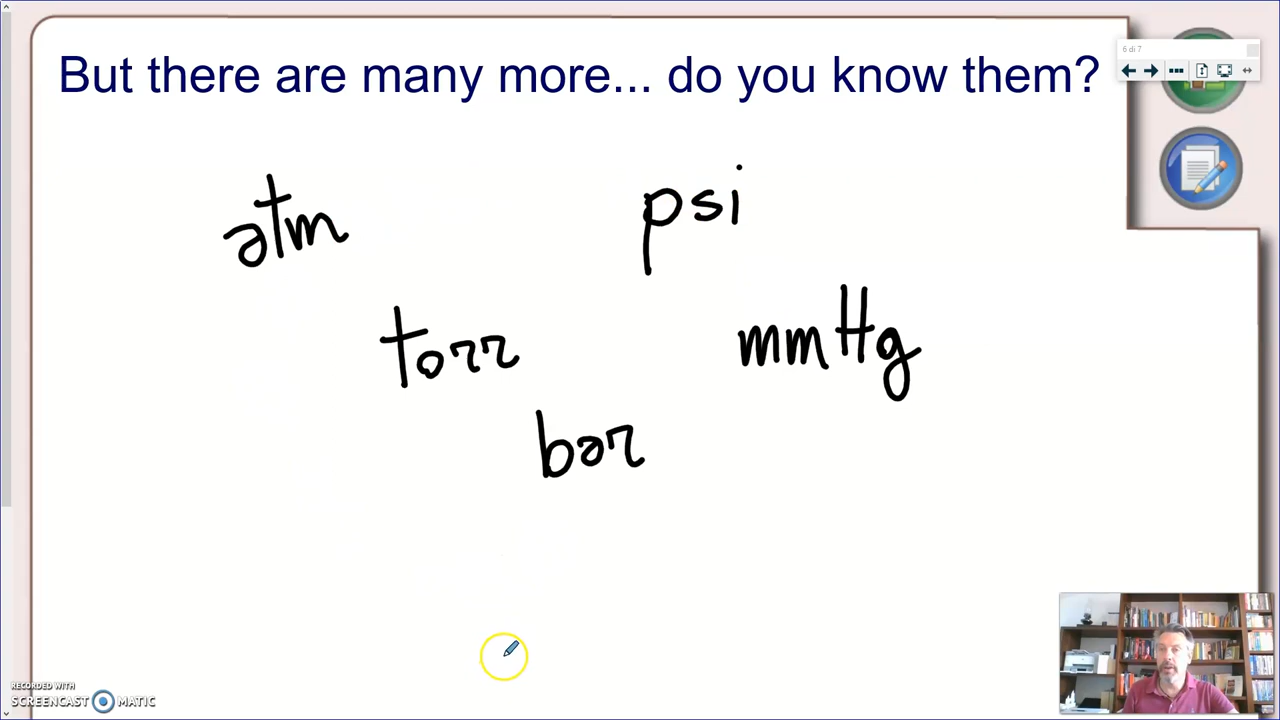 But there are many more... do you know them?
6 di 7
atm
psi
torr
mmHg
bar
RECORDED WITH
SCREENCAST MATIC